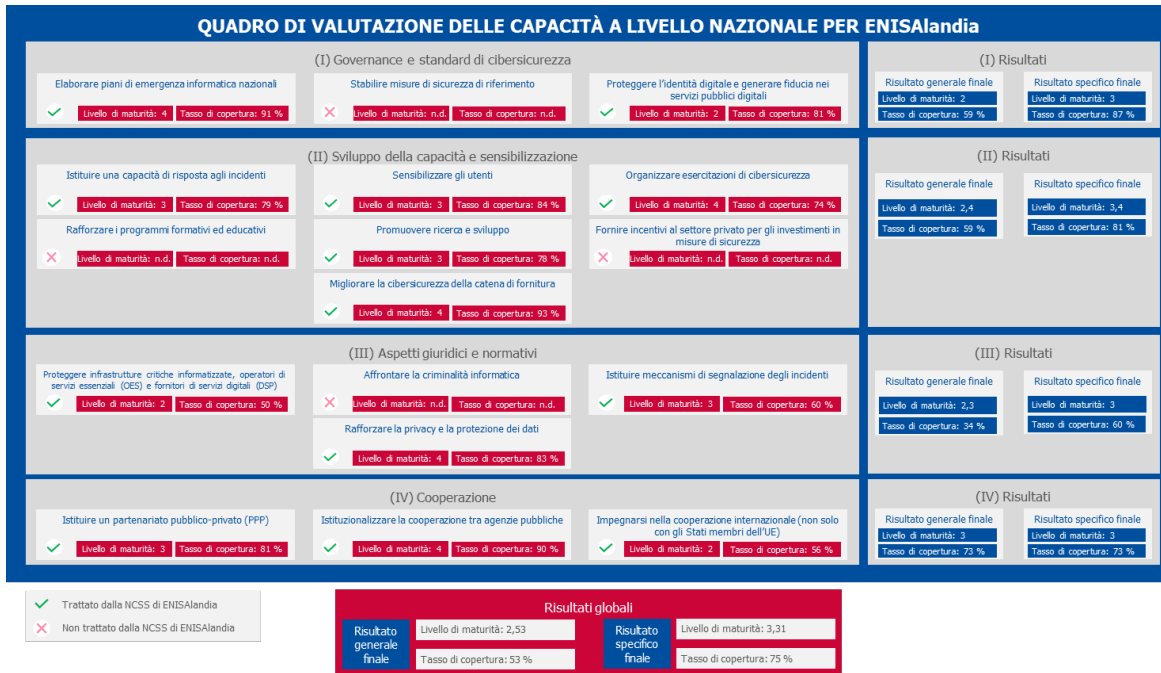 QUADRO DI VALUTAZIONE DELLE CAPACITÀ A LIVELLO NAZIONALE PER ENISAlandia
(I) Governance e standard di cibersicurezza
Elaborare piani di emergenza informatica nazionali
Livello di maturità: 4 Tasso di copertura: 91 %
Stabilire misure di sicurezza di riferimento
Livello di maturità: n.d. Tasso di copertura: n.d.
Proteggere l'identità digitale e generare fiducia nei
servizi pubblici digitali
Livello di maturità: 2 Tasso di copertura: 81 %
(I) Risultati
Risultato generale finale
Livello di maturità: 2
Tasso di copertura: 59 %
Risultato specifico finale
Livello di maturità: 3
Tasso di copertura: 87 %
(II) Sviluppo della capacità e sensibilizzazione
Istituire una capacità di risposta agli incidenti
Livello di maturità: 3 Tasso di copertura: 79 %
Sensibilizzare gli utenti
Livello di maturità: 3 Tasso di copertura: 84 %
Organizzare esercitazioni di cibersicurezza
Livello di maturità: 4 Tasso di copertura: 74 %
Rafforzare i programmi formativi ed educativi
Livello di maturità: n.d. Tasso di copertura: n.d.
Promuovere ricerca e sviluppo
Livello di maturità: 3 Tasso di copertura: 78 %
Fornire incentivi al settore privato per gli investimenti in
misure di sicurezza
Livello di maturità: n.d. Tasso di copertura: n.d.
Migliorare la cibersicurezza della catena di fornitura
Livello di maturità: 4 Tasso di copertura: 93 %
(II) Risultati
Risultato generale finale
Livello di maturità: 2,4
Tasso di copertura: 59 %
Risultato specifico finale
Livello di maturità: 3,4
Tasso di copertura: 81 %
(III) Aspetti giuridici e normativi
Proteggere infrastrutture critiche informatizzate, operatori di
servizi essenziali (OES) e fornitori di servizi digitali (DSP)
Livello di maturità: 2 Tasso di copertura: 50 %
Affrontare la criminalità informatica
Livello di maturità: n.d. Tasso di copertura: n.d.
Istituire meccanismi di segnalazione degli incidenti
Livello di maturità: 3 Tasso di copertura: 60 %
Rafforzare la privacy e la protezione dei dati
Livello di maturità: 4 Tasso di copertura: 83 %
(III) Risultati
Risultato generale finale
Livello di maturità: 2,3
Tasso di copertura: 34 %
Risultato specifico finale
Livello di maturità: 3
Tasso di copertura: 60 %
(IV) Cooperazione
Istituire un partenariato pubblico-privato (PPP)
Livello di maturità: 3 Tasso di copertura: 81 %
Istituzionalizzare la cooperazione tra agenzie pubbliche
Livello di maturità: 4 Tasso di copertura: 90 %
Impegnarsi nella cooperazione internazionale (non solo
con gli Stati membri dell'UE)
Livello di maturità: 2 Tasso di copertura: 56 %
(IV) Risultati
Risultato generale finale
Livello di maturità: 3
Tasso di copertura: 73 %
Risultato specifico finale
Livello di maturità: 3
Tasso di copertura: 73 %
Trattato dalla NCSS di ENISAlandia
Non trattato dalla NCSS di ENISAlandia
Risultati globali
Risultato
generale
finale
Livello di maturità: 2,53
Tasso di copertura: 53 %
Risultato
specifico
finale
Livello di maturità: 3,31
Tasso di copertura: 75 %